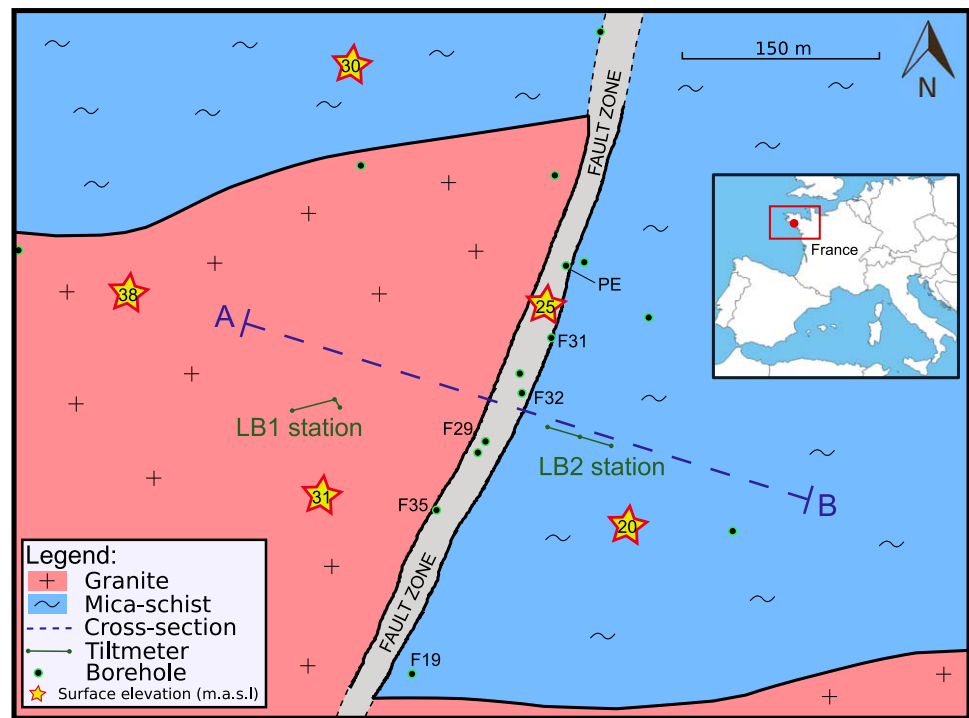 30
150 m
N
FAULT ZONE
France
PE
38
25
A
F31
F32
LB1 station
F29
LB2 station
31
F35
B
20
FAULT ZONE
F19
Legend:
Granite
Mica-schist
Cross-section
Tiltmeter
Borehole
Surface elevation (m.a.s.l)